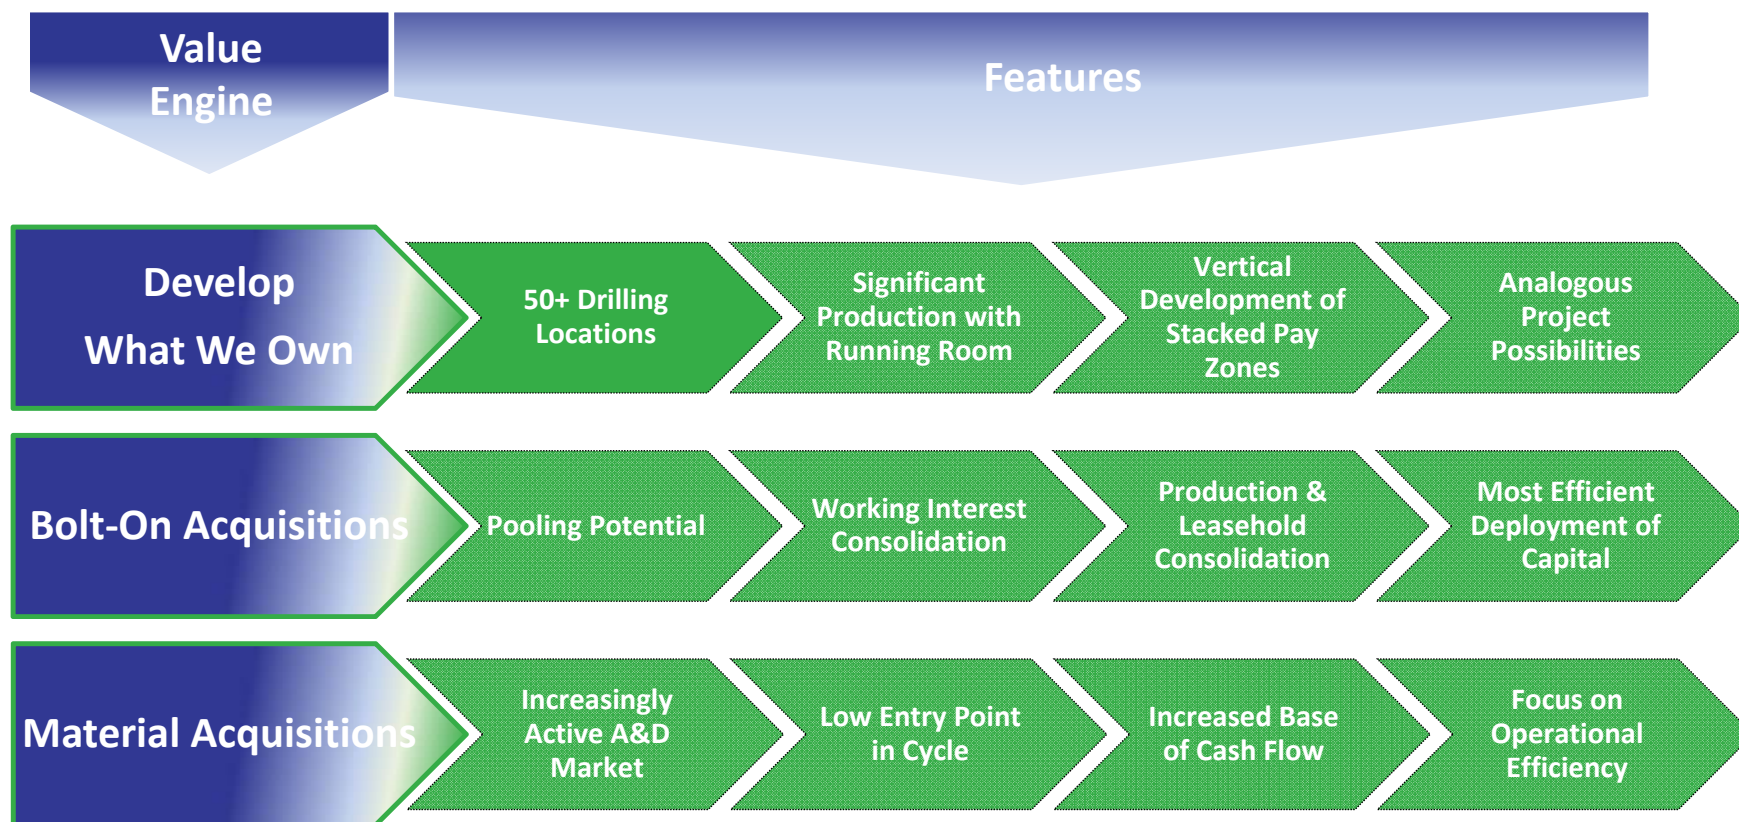 Value
Engine
Features
Develop
What We Own
50+ Drilling
Locations
Significant
Production with
Running Room
Vertical
Development of
Stacked Pay
Zones
Analogous
Project
Possibilities
Bolt-On Acquisitions
Pooling Potential
Working Interest
Consolidation
Production &
Leasehold
Consolidation
Most Efficient
Deployment of
Capital
Material Acquisitions
Increasingly
Active A&D
Market
Low Entry Point
in Cycle
Increased Base
of Cash Flow
Focus on
Operational
Efficiency